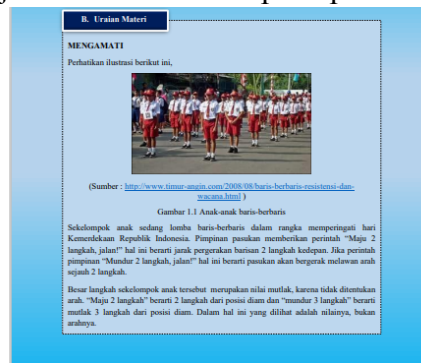 B. Uraian Materi
MENGAMATI
Perhatikan ilustrasi berikut ini,
(Sumber : http://www.timur-angin.com/2008/08/baris-berbaris-resistensi-dan-
wacana.html )
Gambar 1.1 Anak-anak baris-berbaris
Sekelompok anak sedang lomba baris-berbaris dalam rangka memperingati hari
Kemerdekaan Republik Indonesia. Pimpinan pasukan memberikan perintah “Maju 2
langkah, jalan!” hal ini berarti jarak pergerakan barisan 2 langkah kedepan. Jika perintah
pimpinan “Mundur 2 langkah, jalan!” hal ini berarti pasukan akan bergerak melawan arah
sejauh 2 langkah.
Besar langkah sekelompok anak tersebut merupakan nilai mutlak, karena tidak ditentukan
arah. “Maju 2 langkah” berarti 2 langkah dari posisi diam dan “mundur 3 langkah” berarti
mutlak 3 langkah dari posisi diam. Dalam hal ini yang dilihat adalah nilainya, bukan
arahnya.